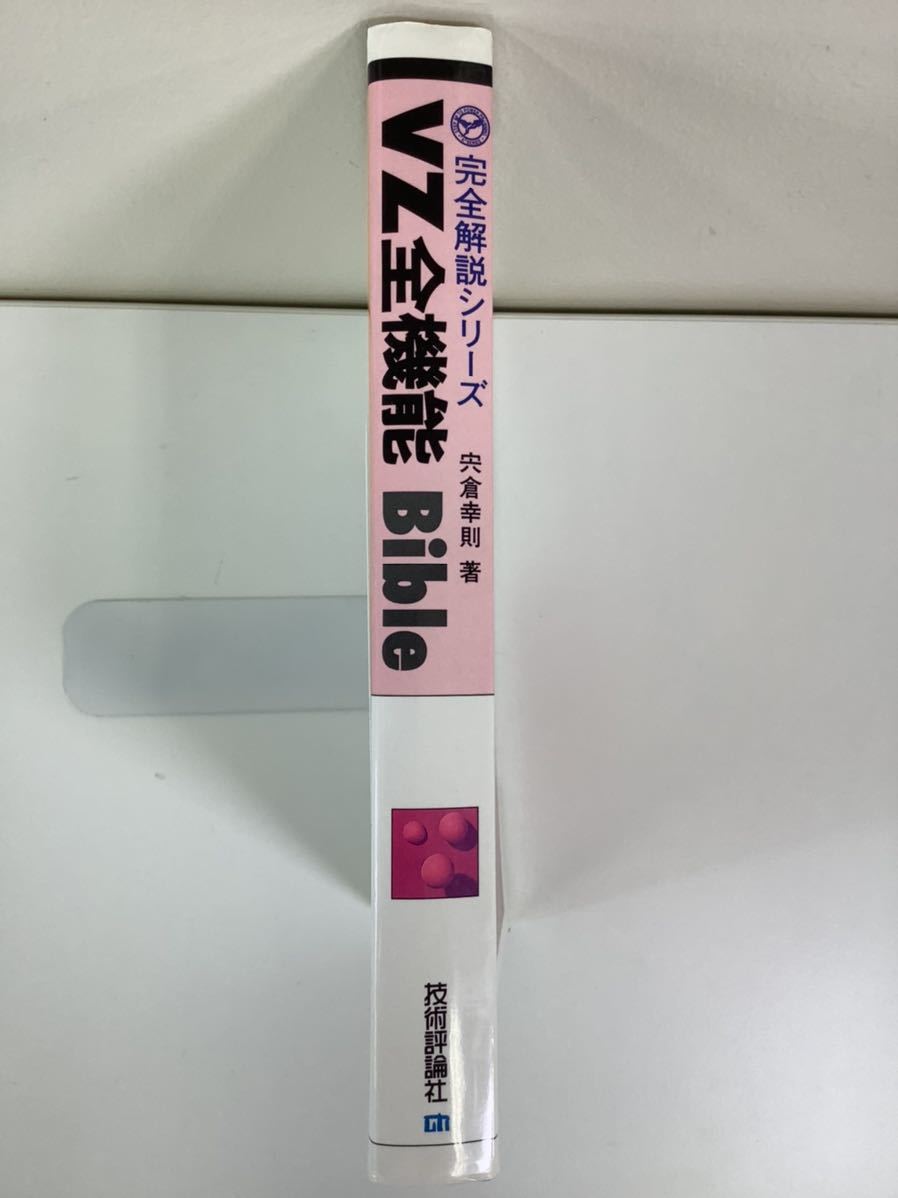 完全解説シリーズ
VZ全機能 Bible
宍倉幸則 著
技術評論社